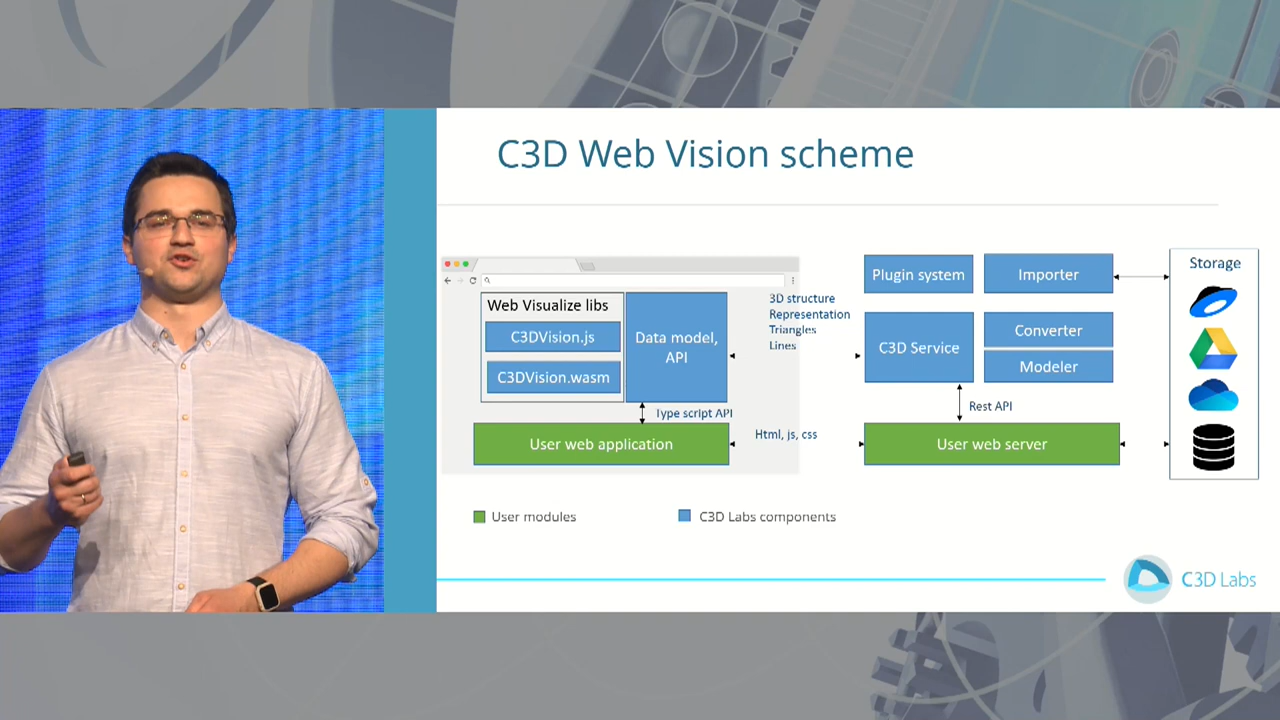 C3D Web Vision scheme
Web Visualize libs
C3DVision.js
C3DVision.wasm
Data model,
API
Type script API
User web application
3D structure
Representation
Triangles
Lines
Html, js, css
Plugin system
Importer
C3D Service
Converter
Modeler
Rest API
User web server
Storage
User modules
C3D Labs components
C3D Labs